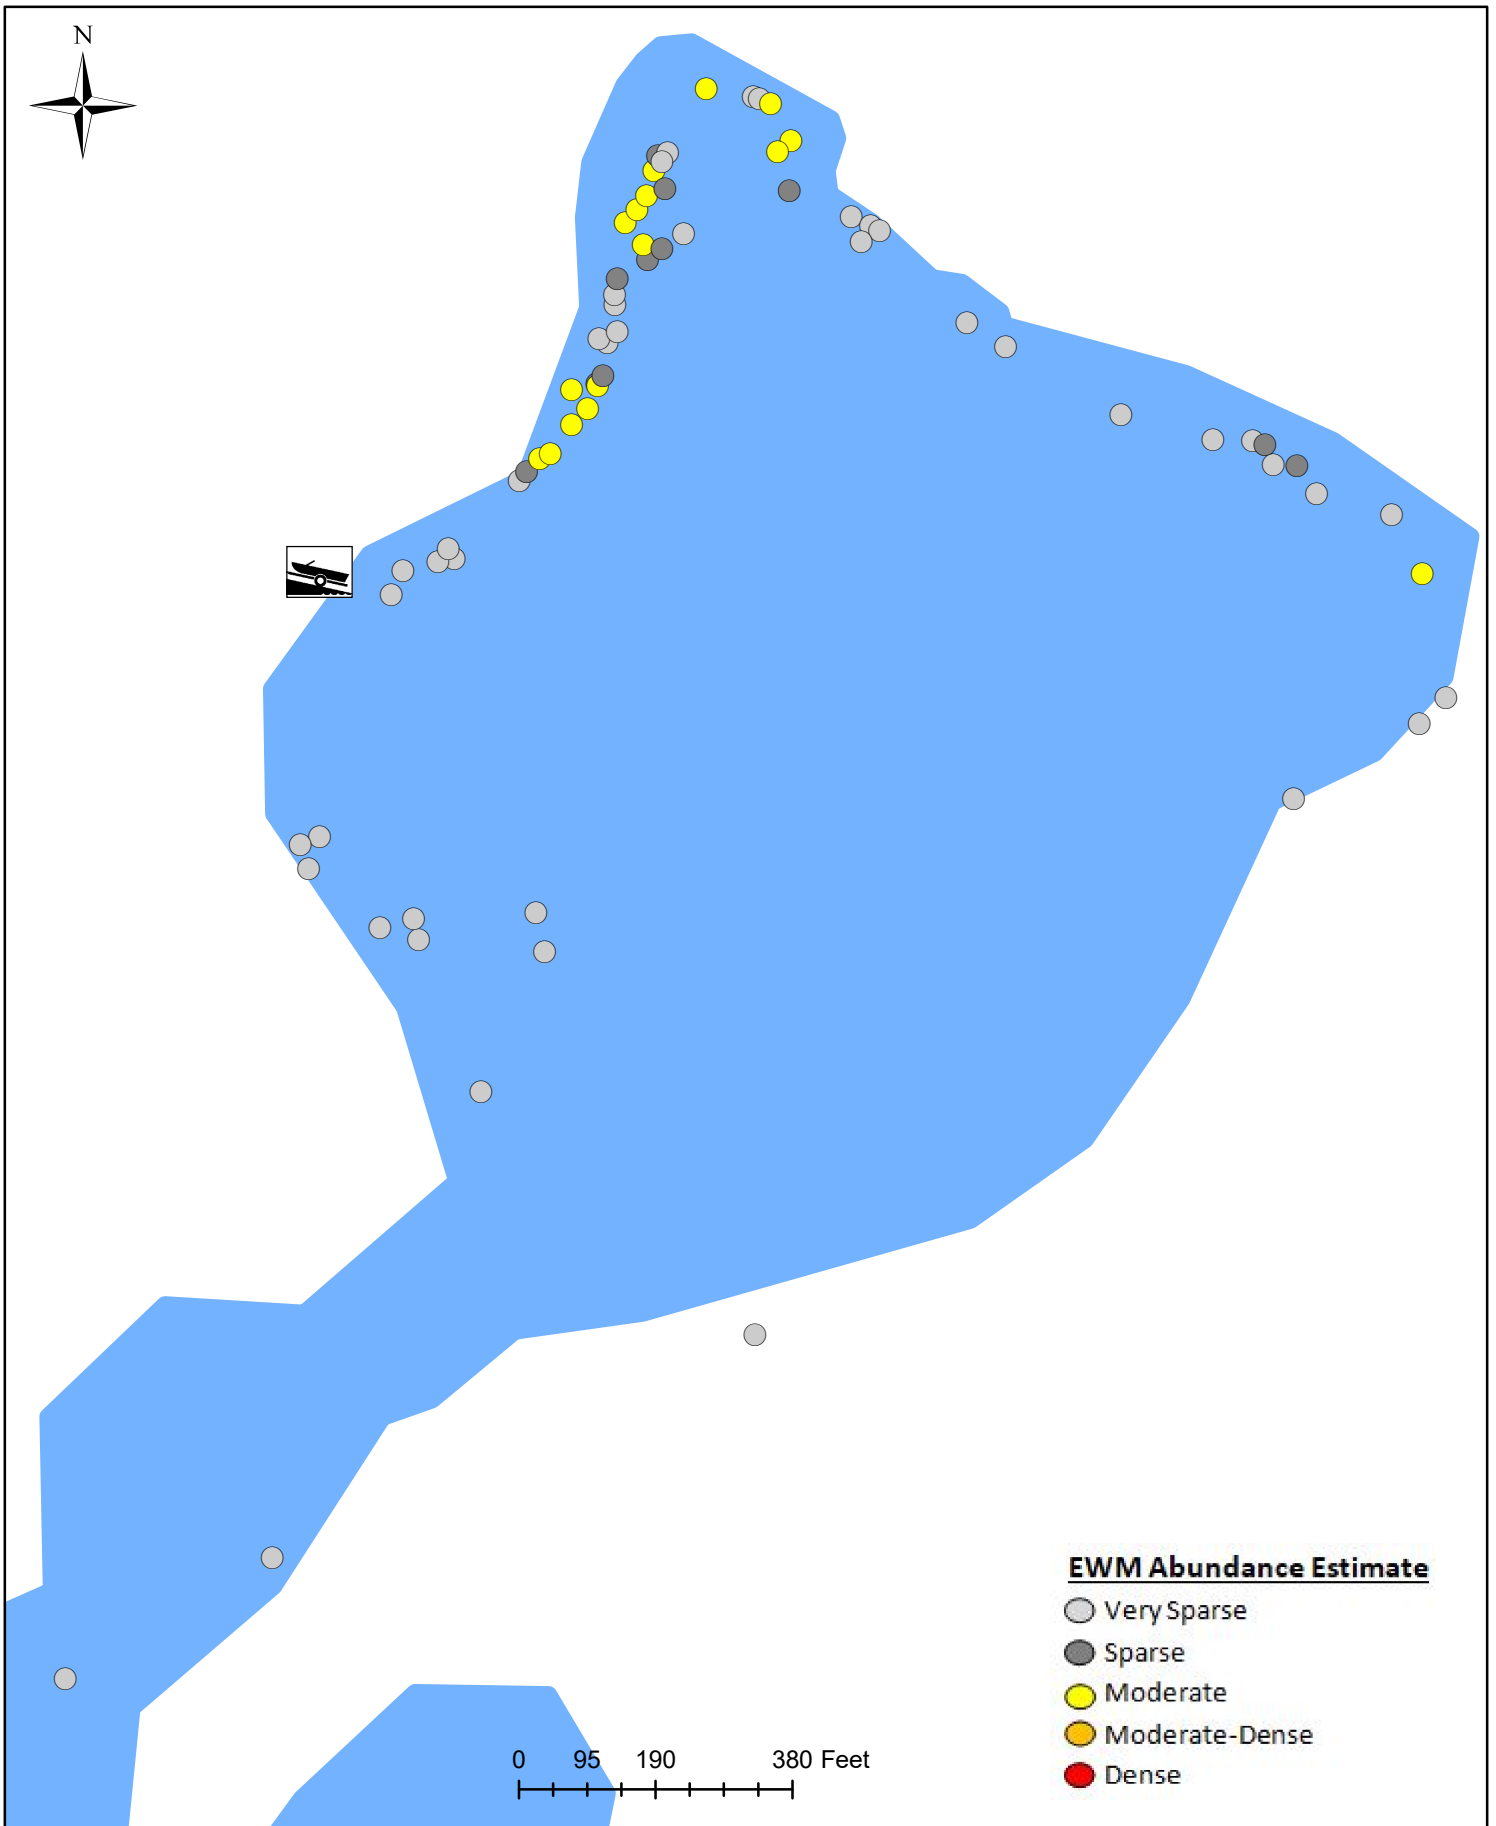 N
EWM Abundance Estimate
Very Sparse
Sparse
Moderate
Moderate-Dense
Dense
0 95 190 380 Feet